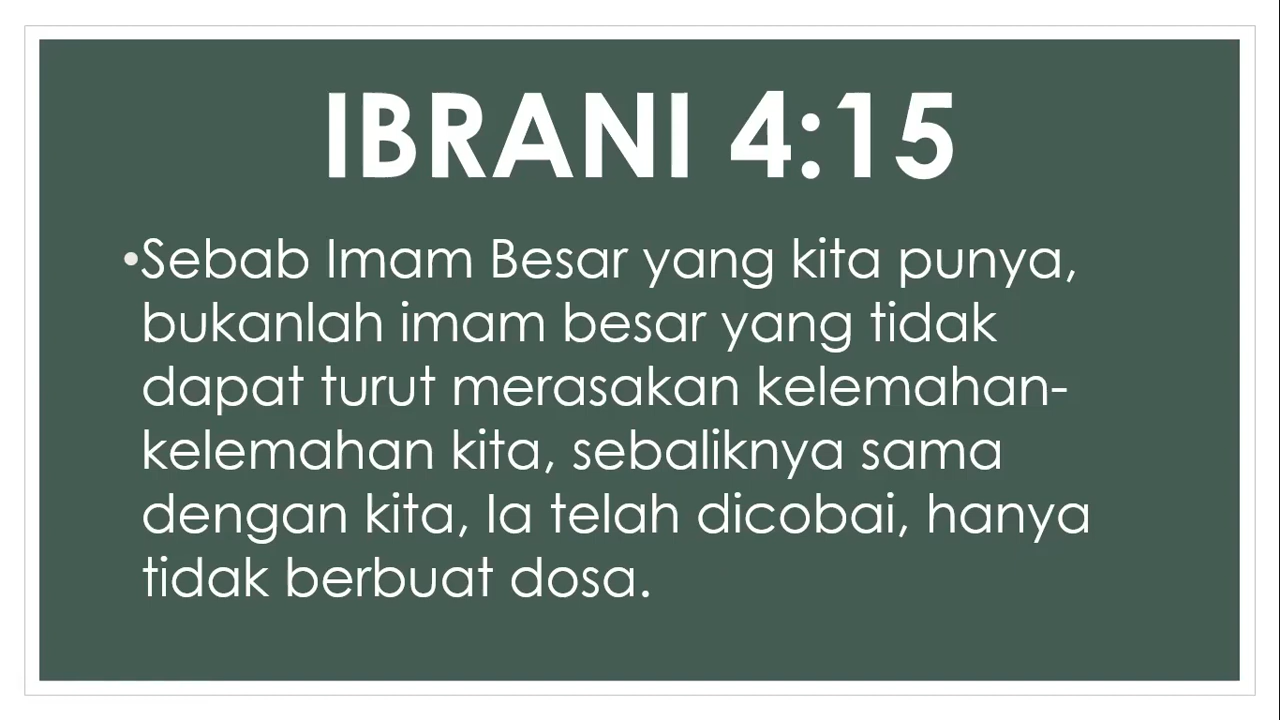 IBRANI 4:15
•Sebab Imam Besar yang kita punya,
bukanlah imam besar yang tidak
dapat turut merasakan kelemahan-
kelemahan kita, sebaliknya sama
dengan kita, Ia telah dicobai, hanya
tidak berbuat dosa.